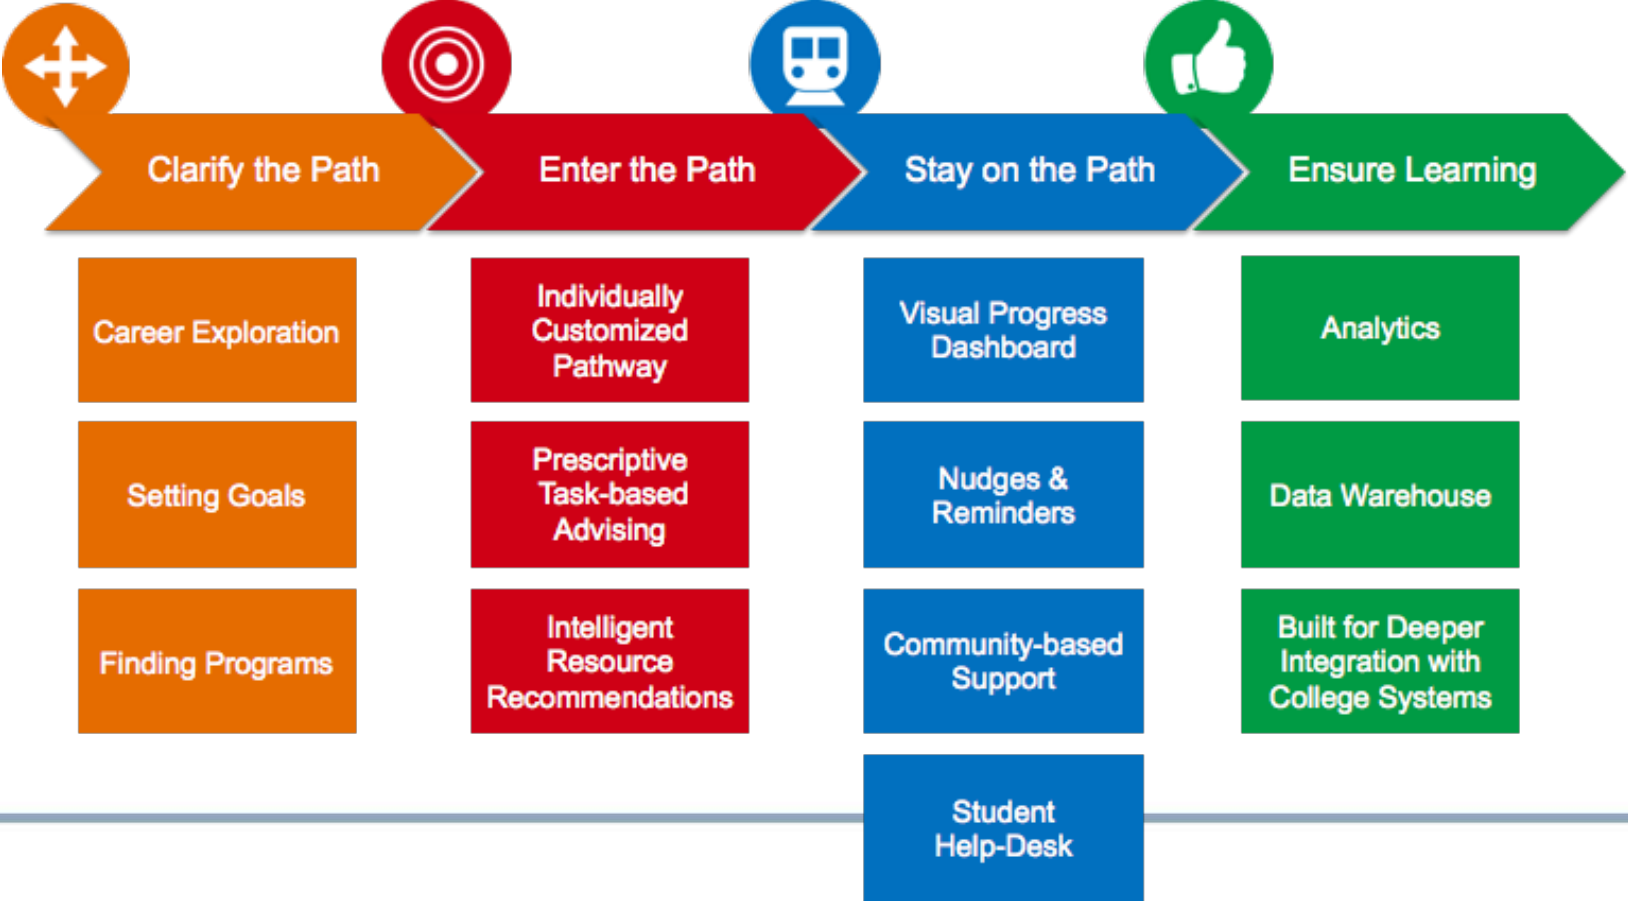 Clarify the Path
Enter the Path
Stay on the Path
Ensure Learning
Career Exploration
Setting Goals
Finding Programs
Individually
Customized
Pathway
Prescriptive
Task-based
Advising
Intelligent
Resource
Recommendations
Visual Progress
Dashboard
Nudges &
Reminders
Community-based
Support
Student
Help-Desk
Analytics
Data Warehouse
Built for Deeper
Integration with
College Systems